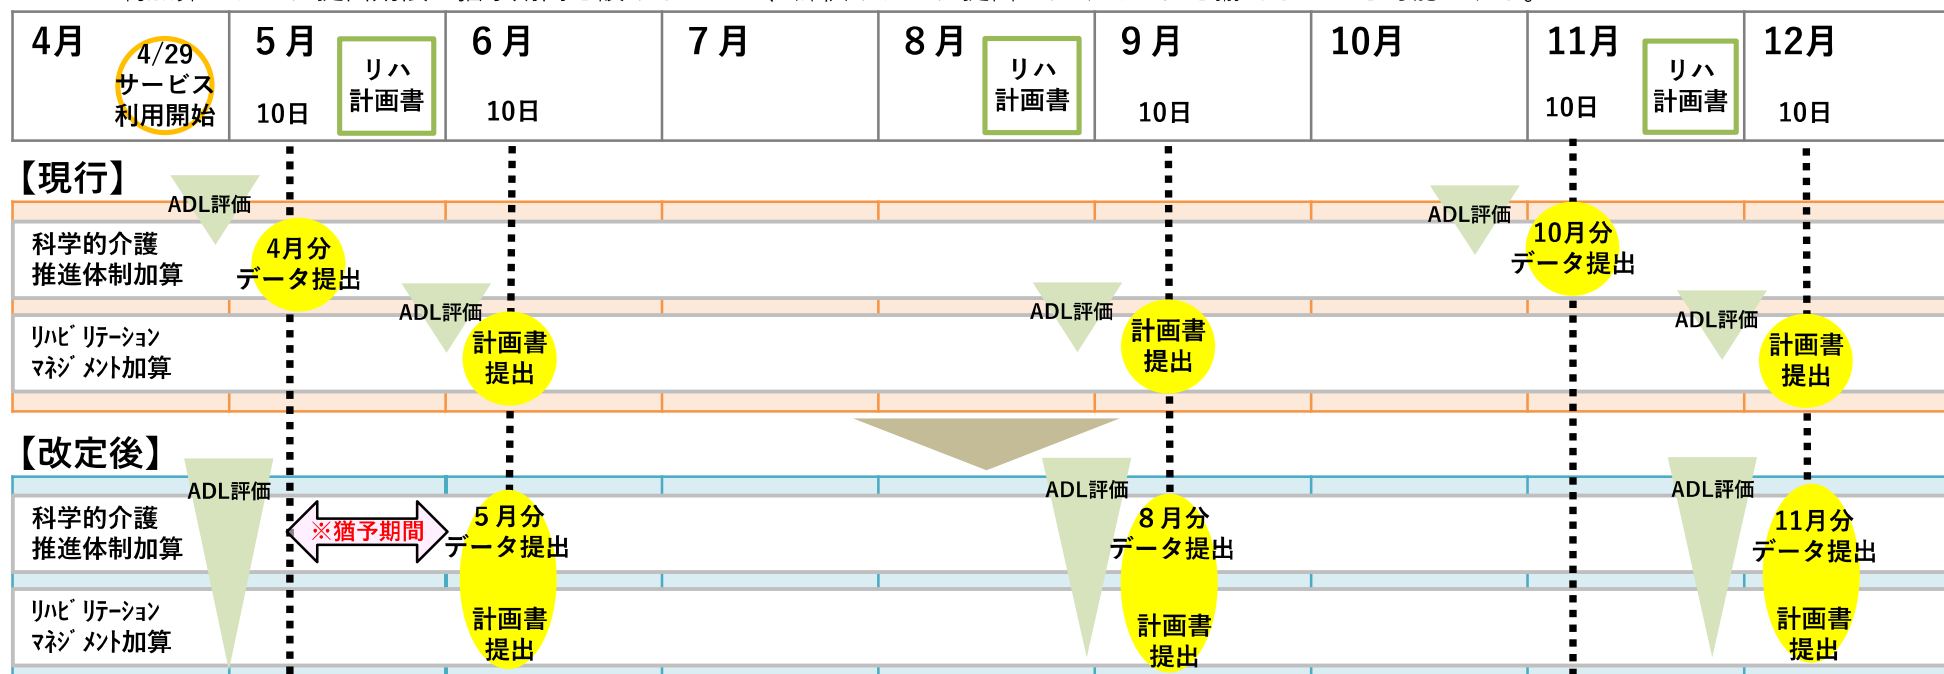 4月
4/29
サービス
利用開始
5月
10日
リハ
計画書
6月
10日
7月
8月
リハ
計画書
9月
10日
10月
11月
10日
リハ
計画書
12月
10日
【現行】
ADL評価
ADL評価
科学的介護
推進体制加算
4月分
データ提出
10月分
データ提出
ADL評価
ADL評価
ADL評価
ﾘﾊﾋﾞﾘﾃｰｼｮﾝ
ﾏﾈｼﾞﾒﾝﾄ加算
計画書
提出
計画書
提出
計画書
提出
【改定後】
ADL評価
ADL評価
ADL評価
科学的介護
推進体制加算
※猶予期間
5月分
データ提出
8月分
データ提出
11月分
データ提出
ﾘﾊﾋﾞﾘﾃｰｼｮﾝ
ﾏﾈｼﾞﾒﾝﾄ加算
計画書
提出
計画書
提出
計画書
提出